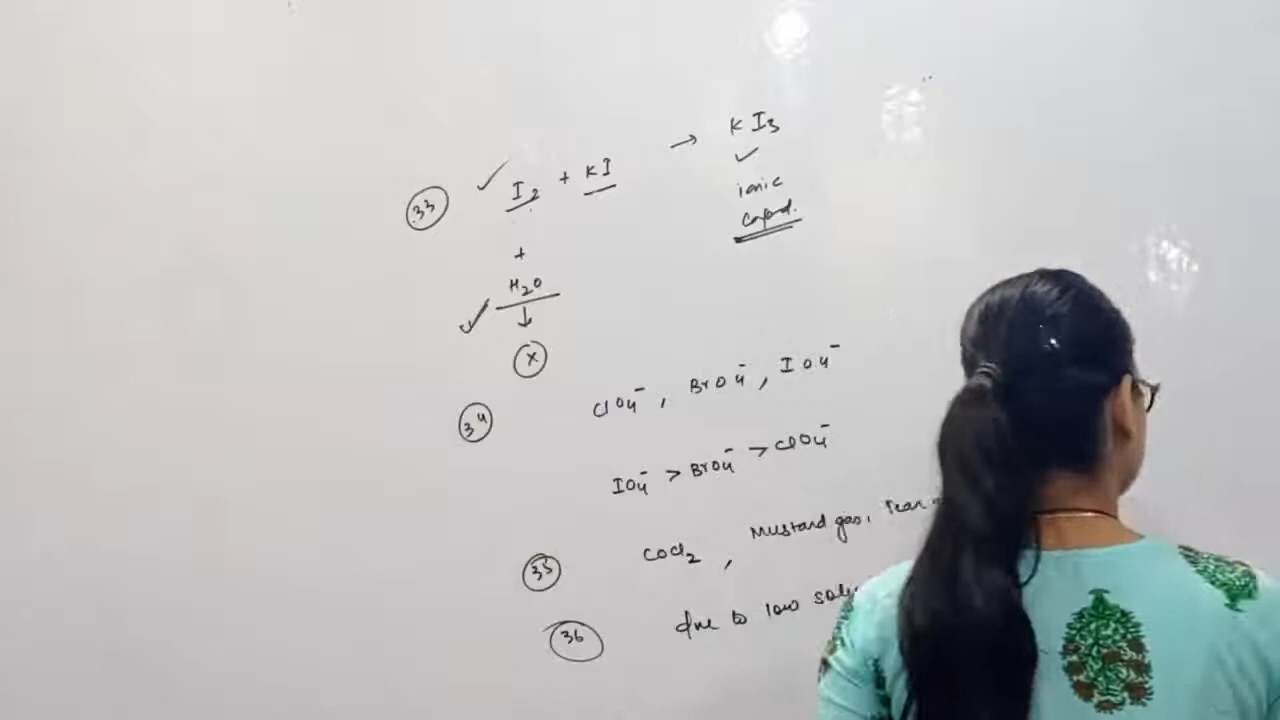 33 I2 + KI → KI3
ionic
+
H2O
↓
x
34 ClO4-, BrO4-, IO4-
IO4- > BrO4- > ClO4-
35 COCl2, Mustard gas, Tear
36 due to low